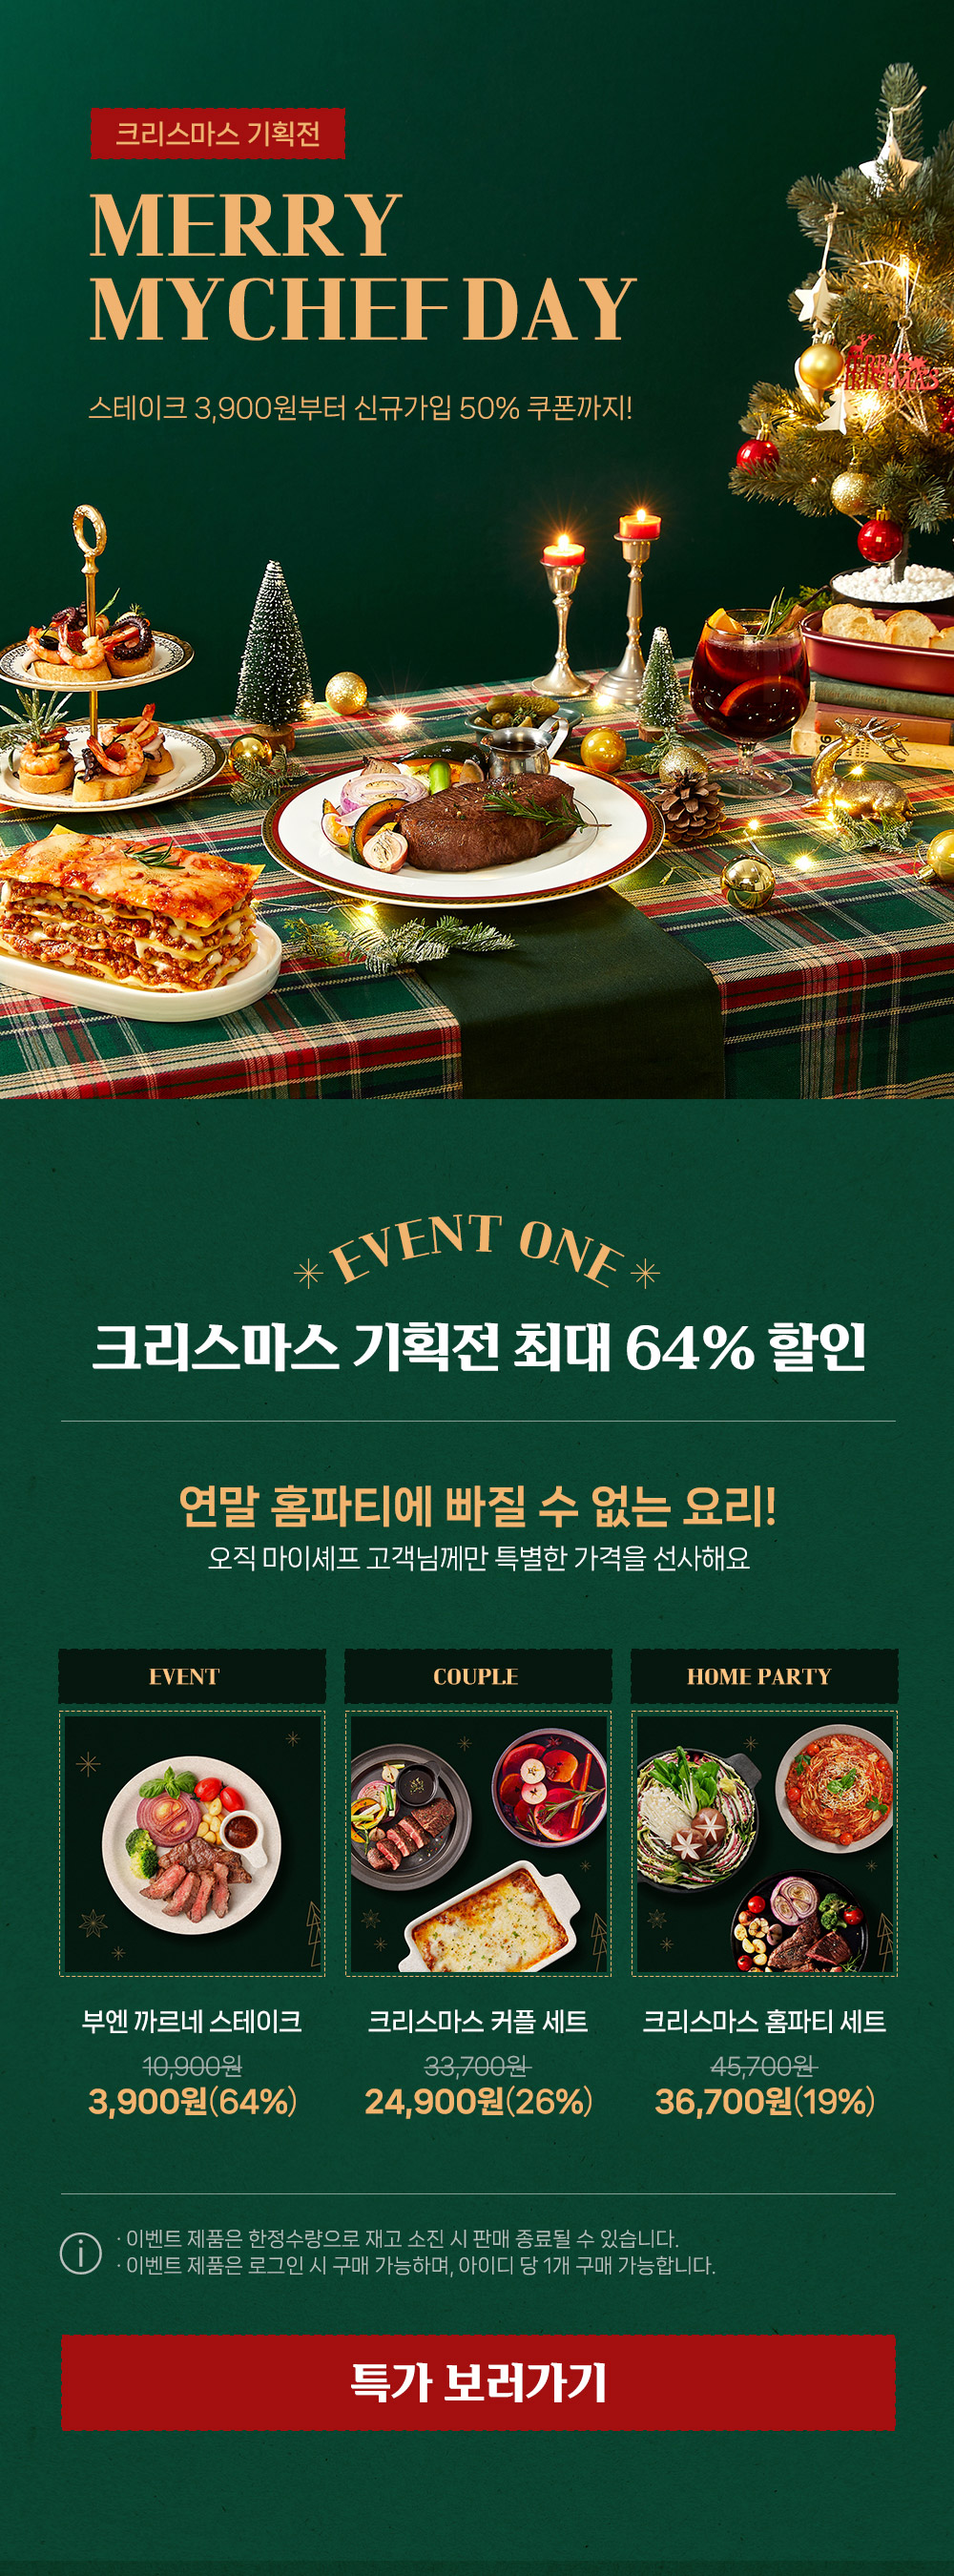 크리스마스 기획전
MERRY
MYCHEF DAY
스테이크 3,900원부터 신규가입 50% 쿠폰까지!
MERRY
CHRISTMAS
EVENT ONE
크리스마스 기획전 최대 64% 할인
연말 홈파티에 빠질 수 없는 요리!
오직 마이셰프 고객님께만 특별한 가격을 선사해요
EVENT
COUPLE
HOME PARTY
부엔 까르네 스테이크
10,900원
3,900원(64%)
크리스마스 커플 세트
33,700원
24,900원(26%)
크리스마스 홈파티 세트
45,700원
36,700원(19%)
· 이벤트 제품은 한정수량으로 재고 소진 시 판매 종료될 수 있습니다.
· 이벤트 제품은 로그인 시 구매 가능하며, 아이디 당 1개 구매 가능합니다.
특가 보러가기